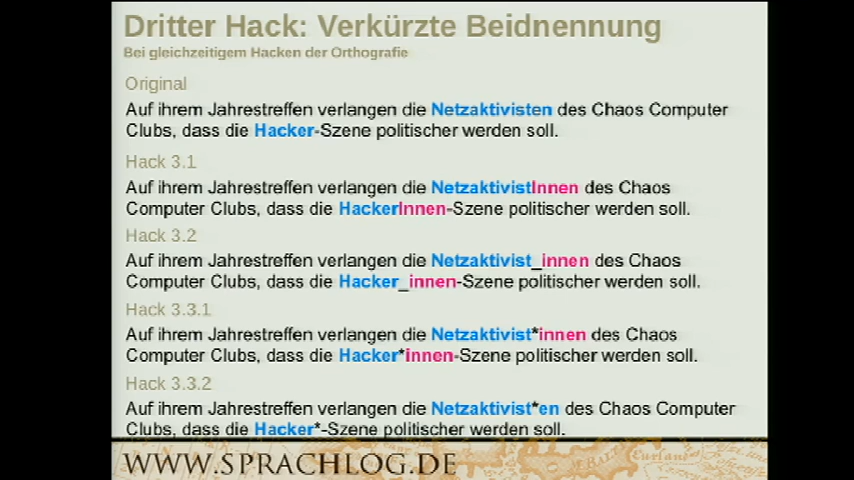 Dritter Hack: Verkürzte Beidnennung
Bei gleichzeitigem Hacken der Orthografie
Original
Auf ihrem Jahrestreffen verlangen die Netzaktivisten des Chaos Computer
Clubs, dass die Hacker-Szene politischer werden soll.
Hack 3.1
Auf ihrem Jahrestreffen verlangen die NetzaktivistInnen des Chaos
Computer Clubs, dass die HackerInnen-Szene politischer werden soll.
Hack 3.2
Auf ihrem Jahrestreffen verlangen die Netzaktivist_innen des Chaos
Computer Clubs, dass die Hacker_innen-Szene politischer werden soll.
Hack 3.3.1
Auf ihrem Jahrestreffen verlangen die Netzaktivist*innen des Chaos
Computer Clubs, dass die Hacker*innen-Szene politischer werden soll.
Hack 3.3.2
Auf ihrem Jahrestreffen verlangen die Netzaktivist*en des Chaos Computer
Clubs, dass die Hacker*-Szene politischer werden soll.
WWW.SPRACHLOG.DE